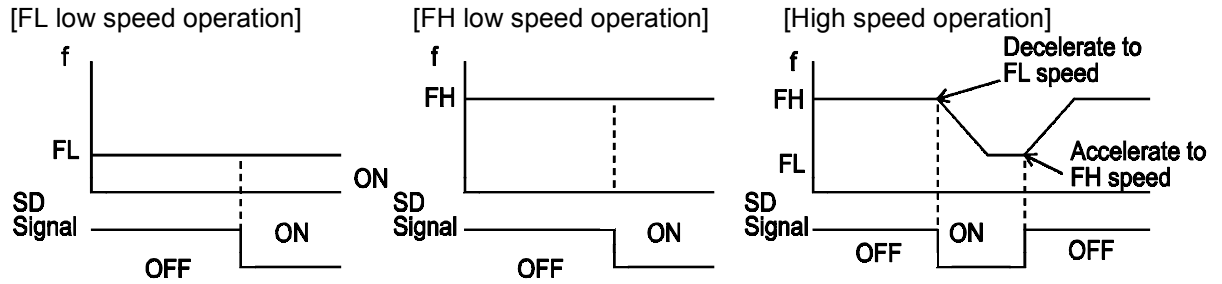 [FL low speed operation]
f
FL
SD
Signal
OFF
ON
[FH low speed operation]
f
FH
ON
SD
Signal
OFF
ON
[High speed operation]
f
FH
FL
Decelerate to
FL speed
Accelerate to
FH speed
SD
Signal
OFF
ON
OFF